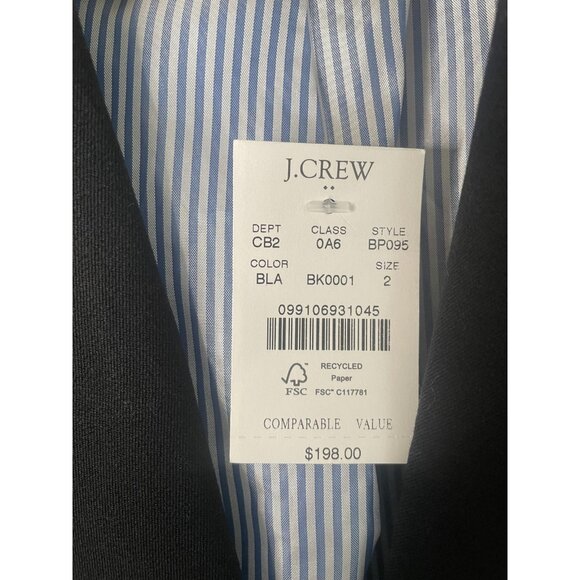 J.CREW
DEPT CLASS STYLE
CB2 0A6 BP095
COLOR SIZE
BLA BK0001 2
099106931045
RECYCLED
Paper
FSC FSC™ C117781
COMPARABLE VALUE
$198.00